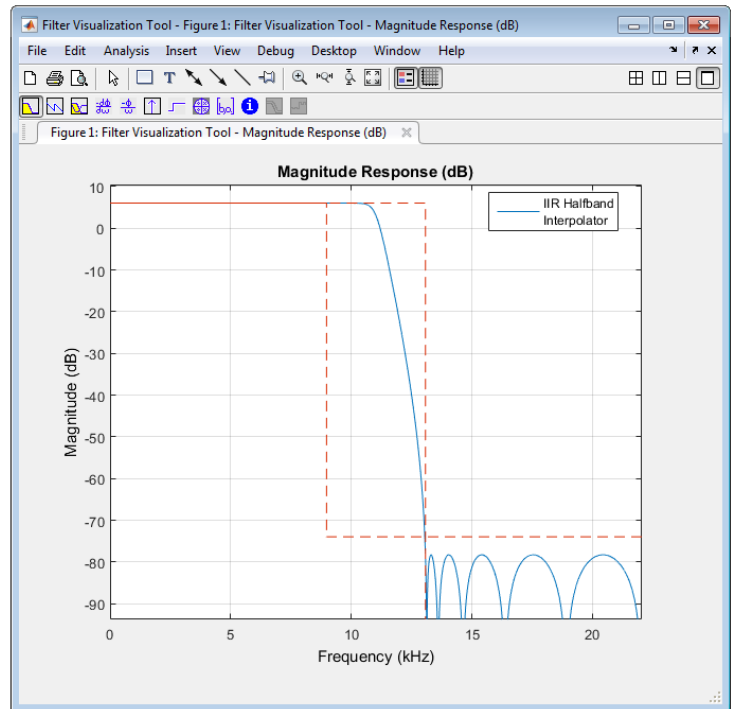 Filter Visualization Tool - Figure 1: Filter Visualization Tool - Magnitude Response (dB)
File Edit Analysis Insert View Debug Desktop Window Help
Figure 1: Filter Visualization Tool - Magnitude Response (dB)
Magnitude Response (dB)
IIR Halfband
Interpolator
10
0
-10
-20
-30
-40
-50
-60
-70
-80
-90
Magnitude (dB)
0 5 10 15 20
Frequency (kHz)